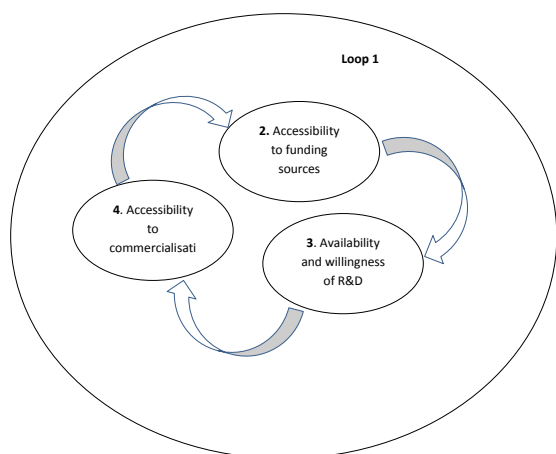 Loop 1
2. Accessibility
to funding
sources
4. Accessibility
to
commercialisati
3. Availability
and willingness
of R&D